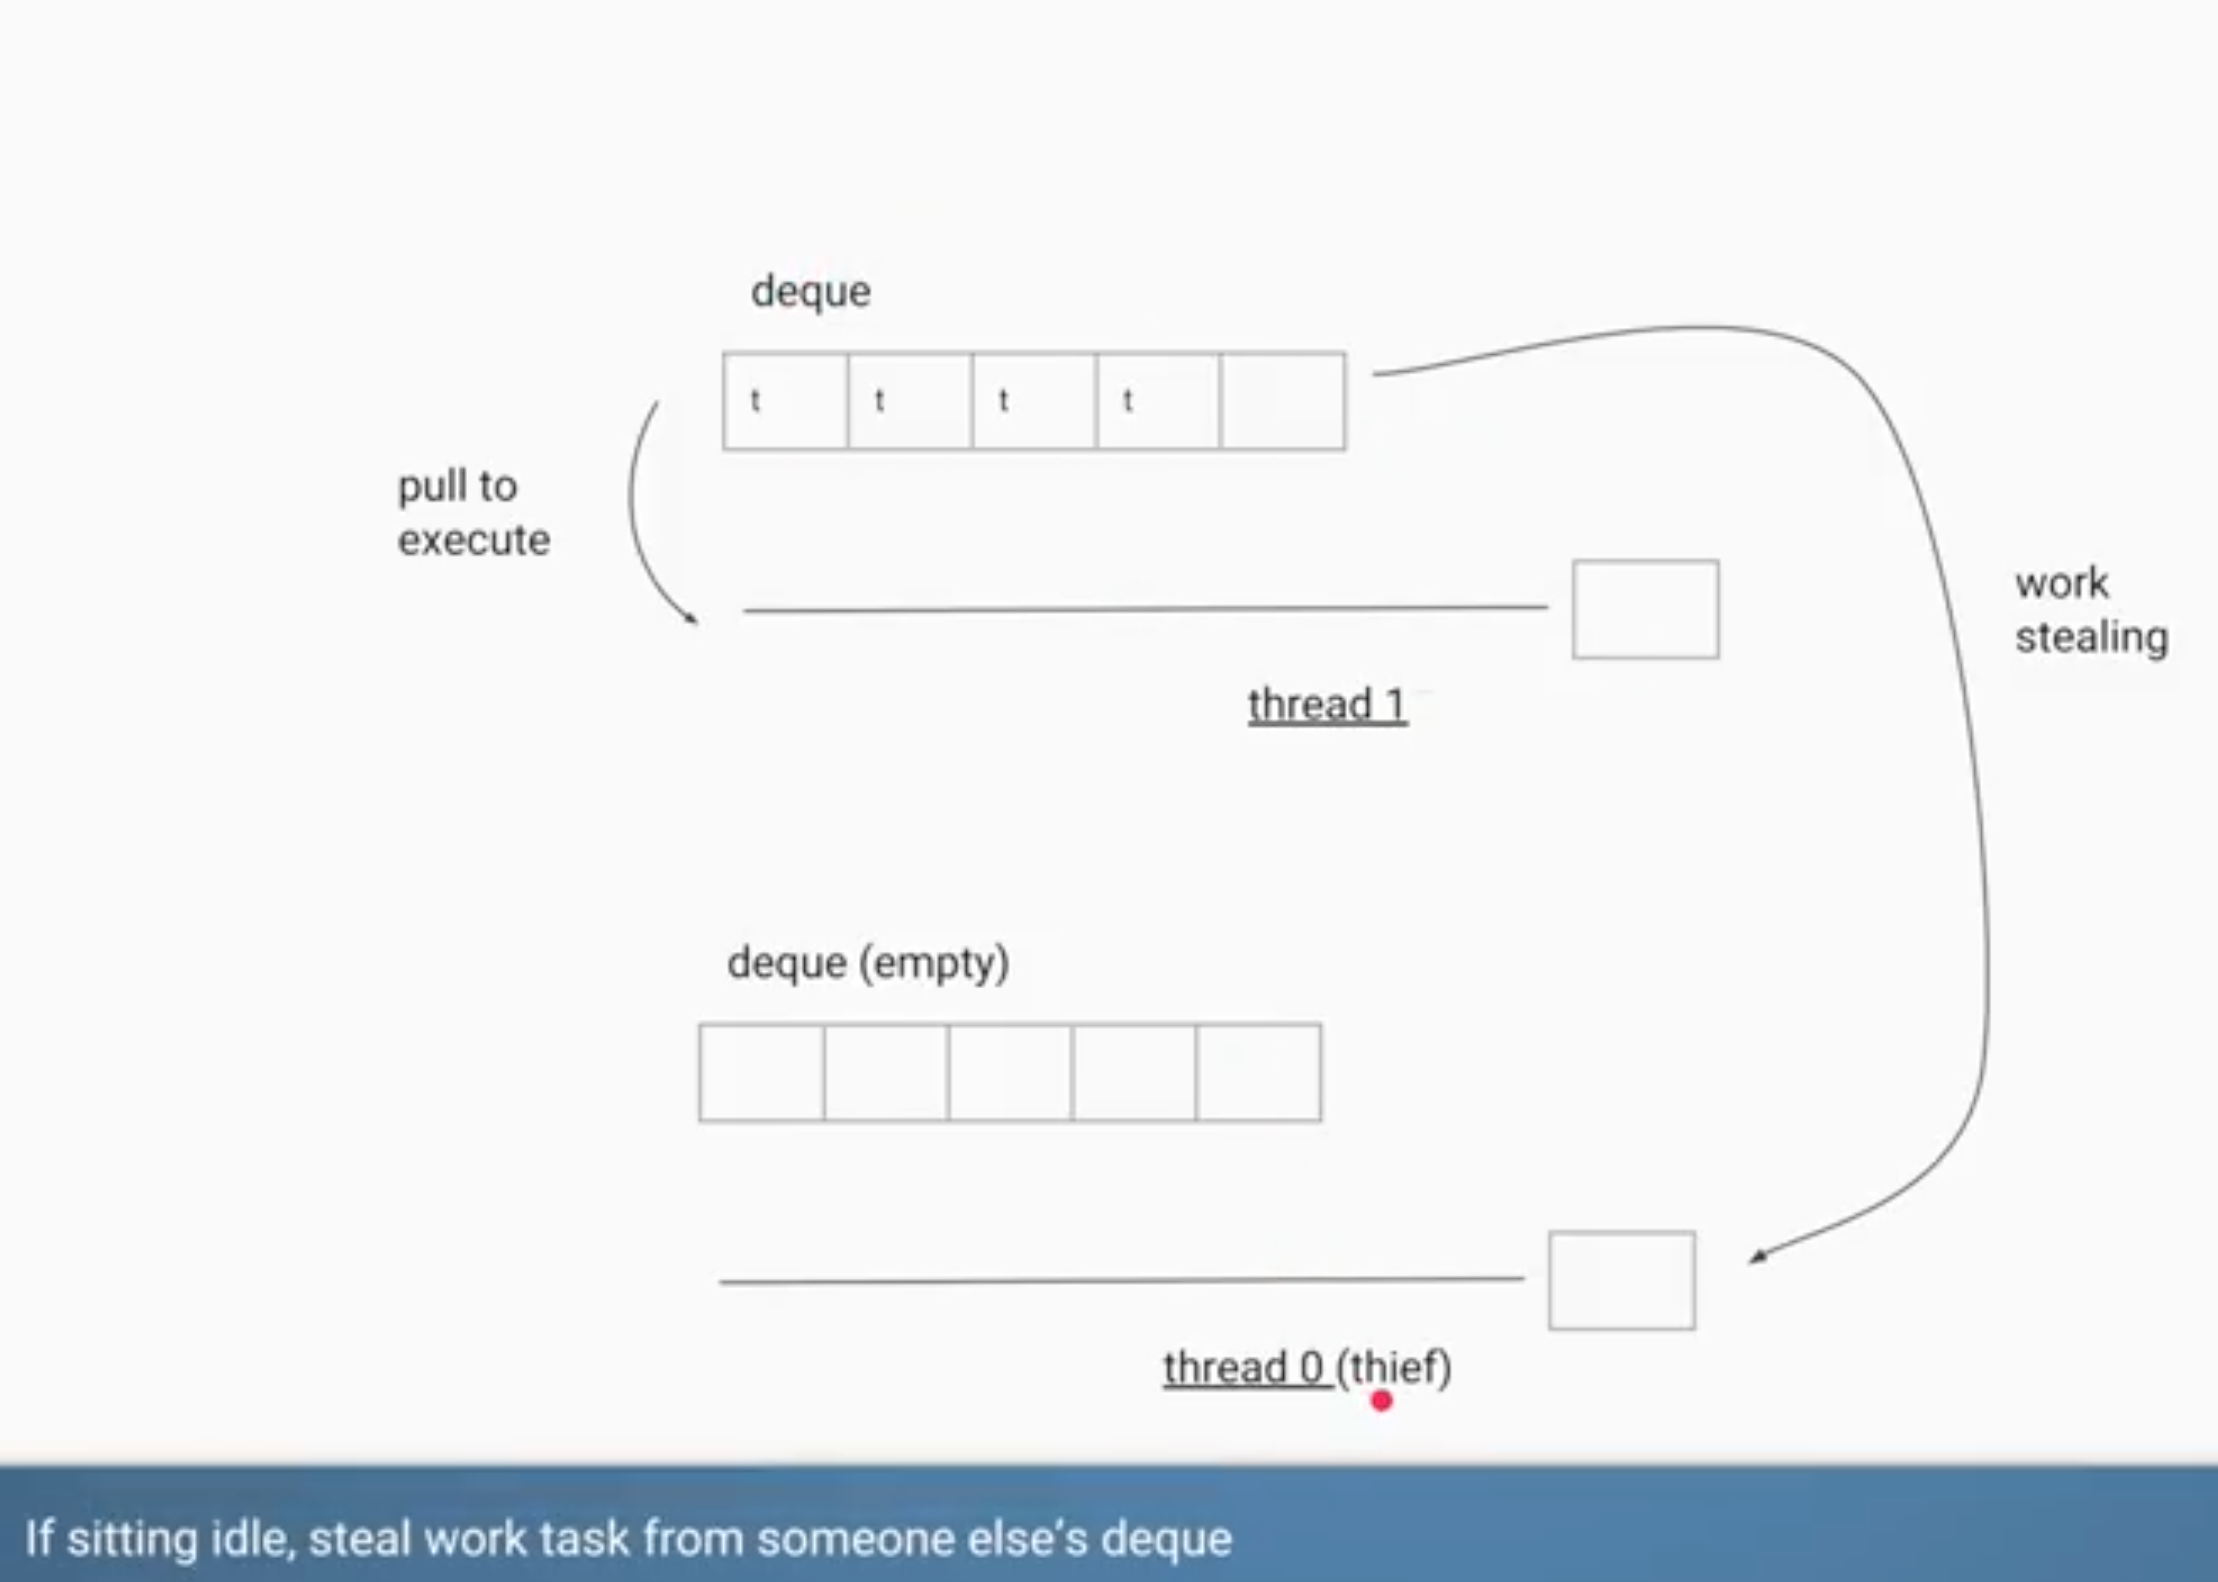 deque
t t t t
pull to
execute
work
stealing
thread 1
deque (empty)
thread 0 (thief)
If sitting idle, steal work task from someone else’s deque